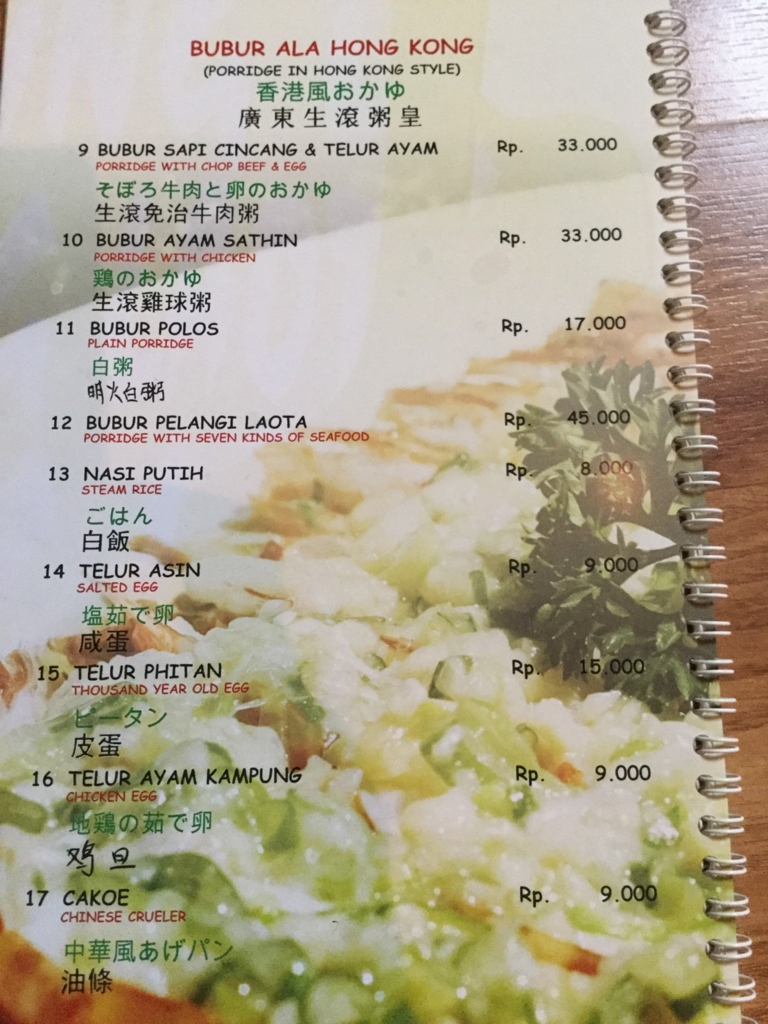 BUBUR ALA HONG KONG
(PORRIDGE IN HONG KONG STYLE)
香港風おかゆ
廣東生滾粥皇
9 BUBUR SAPI CINCANG & TELUR AYAM Rp. 33.000
PORRIDGE WITH CHOP BEEF & EGG
そぼろ牛肉と卵のおかゆ
生滾免治牛肉粥
10 BUBUR AYAM SATHIN Rp. 33.000
PORRIDGE WITH CHICKEN
鶏のおかゆ
生滾雞球粥
11 BUBUR POLOS Rp. 17.000
PLAIN PORRIDGE
白粥
明火白粥
12 BUBUR PELANGI LAOTA Rp. 45.000
PORRIDGE WITH SEVEN KINDS OF SEAFOOD
13 NASI PUTIH Rp. 8.000
STEAM RICE
ごはん
白飯
14 TELUR ASIN Rp. 9.000
SALTED EGG
塩茹で卵
咸蛋
15 TELUR PHITAN Rp. 15.000
THOUSAND YEAR OLD EGG
ピータン
皮蛋
16 TELUR AYAM KAMPUNG Rp. 9.000
CHICKEN EGG
地鶏の茹で卵
鸡旦
17 CAKOE Rp. 9.000
CHINESE CRUELER
中華風あげパン
油條